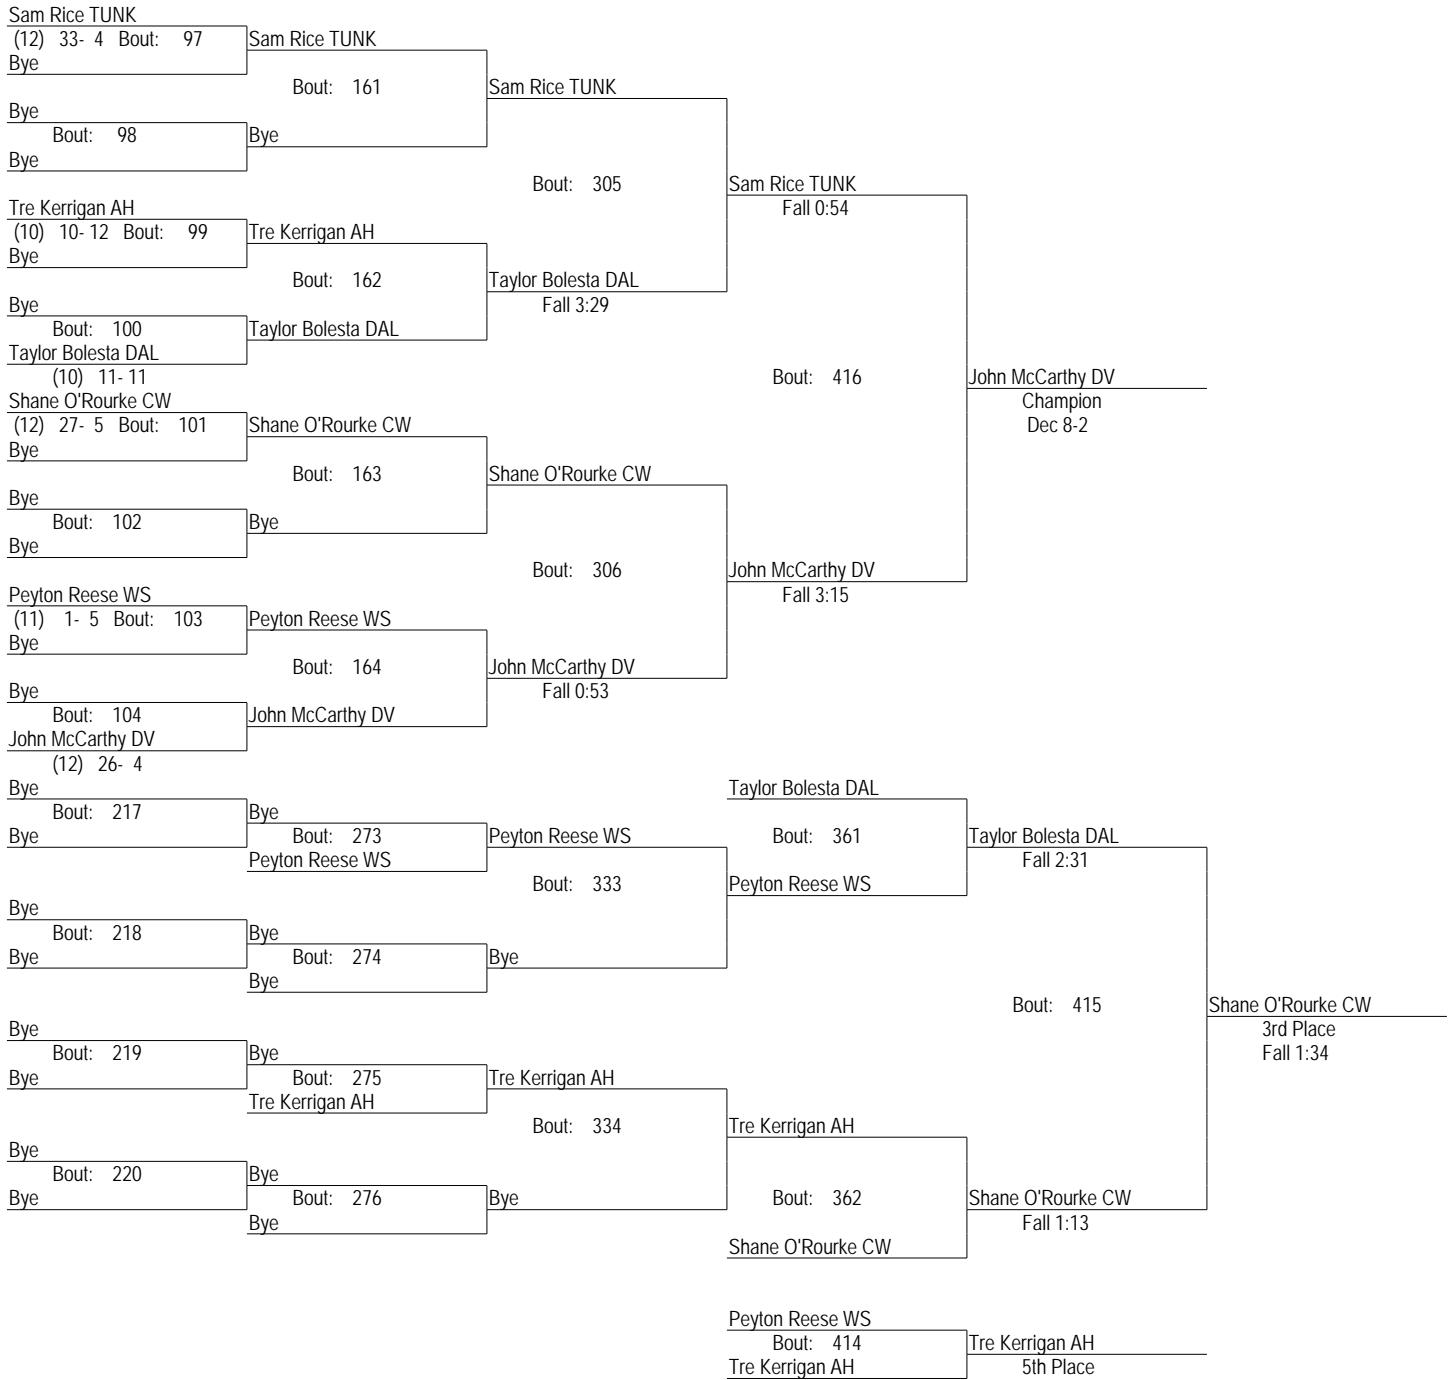 Sam Rice TUNK
(12) 33- 4 Bout: 97
Sam Rice TUNK
Bye
Bout: 161
Sam Rice TUNK
Bye
Bout: 98
Bye
Bye
Bout: 305
Sam Rice TUNK
Fall 0:54
Tre Kerrigan AH
(10) 10- 12 Bout: 99
Tre Kerrigan AH
Bye
Bout: 162
Taylor Bolesta DAL
Fall 3:29
Bye
Bout: 100
Taylor Bolesta DAL
Taylor Bolesta DAL
(10) 11- 11
Bout: 416
John McCarthy DV
Champion
Dec 8-2
Shane O'Rourke CW
(12) 27- 5 Bout: 101
Shane O'Rourke CW
Bye
Bout: 163
Shane O'Rourke CW
Bye
Bout: 102
Bye
Bye
Bout: 306
John McCarthy DV
Fall 3:15
Peyton Reese WS
(11) 1- 5 Bout: 103
Peyton Reese WS
Bye
Bout: 164
John McCarthy DV
Fall 0:53
Bye
Bout: 104
John McCarthy DV
John McCarthy DV
(12) 26- 4
Bye
Bout: 217
Bye
Bye
Bout: 273
Peyton Reese WS
Peyton Reese WS
Bout: 333
Taylor Bolesta DAL
Bout: 361
Peyton Reese WS
Taylor Bolesta DAL
Fall 2:31
Bye
Bout: 218
Bye
Bye
Bout: 274
Bye
Bye
Bout: 415
Shane O'Rourke CW
3rd Place
Fall 1:34
Bye
Bout: 219
Bye
Bye
Bout: 275
Tre Kerrigan AH
Tre Kerrigan AH
Bout: 334
Tre Kerrigan AH
Bye
Bout: 220
Bye
Bye
Bout: 276
Bye
Bye
Bout: 362
Shane O'Rourke CW
Shane O'Rourke CW
Fall 1:13
Peyton Reese WS
Bout: 414
Tre Kerrigan AH
Tre Kerrigan AH
5th Place